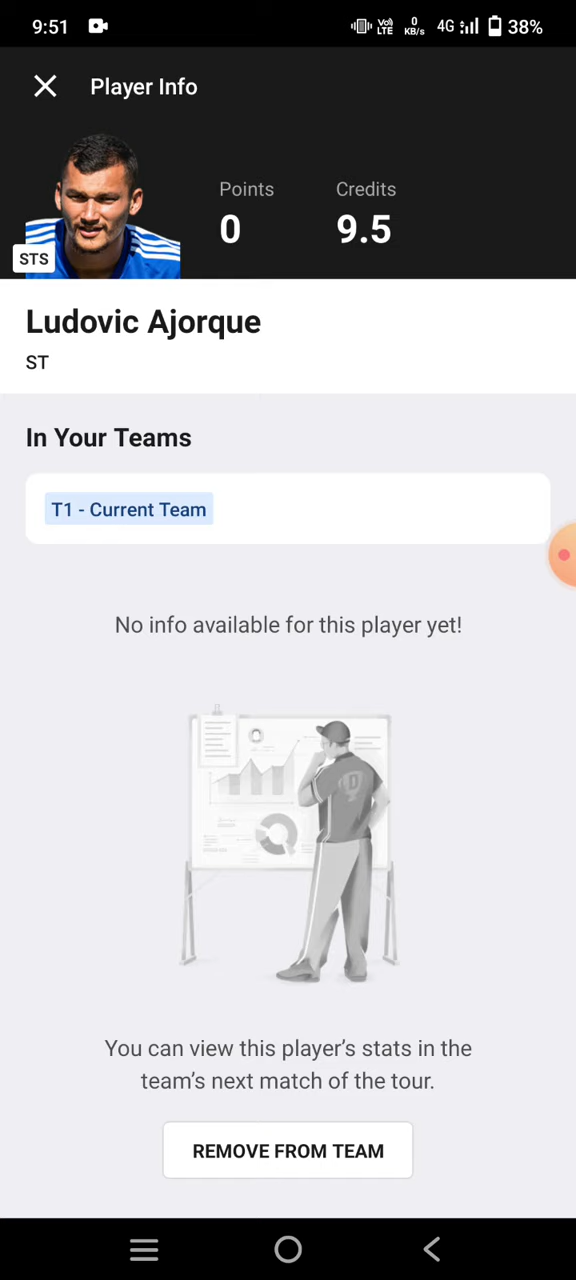 9:51
Vo)) LTE
0 KB/s
4G
38%
Player Info
Points
Credits
0
9.5
STS
Ludovic Ajorque
ST
In Your Teams
T1 - Current Team
No info available for this player yet!
D
You can view this player’s stats in the
team’s next match of the tour.
REMOVE FROM TEAM